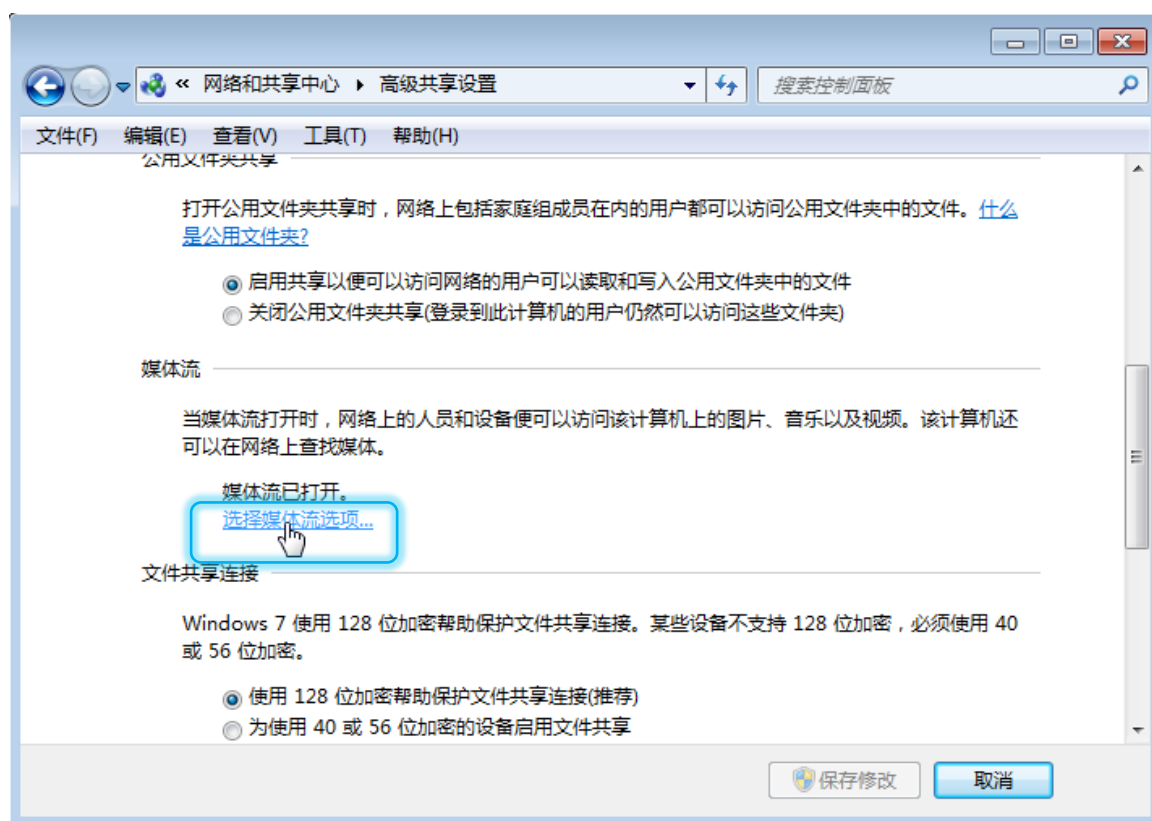 « 网络和共享中心 ▸ 高级共享设置
搜索控制面板
文件(F) 编辑(E) 查看(V) 工具(T) 帮助(H)
公用文件夹共享
打开公用文件夹共享时，网络上包括家庭组成员在内的用户都可以访问公用文件夹中的文件。什么
是公用文件夹?
启用共享以便可以访问网络的用户可以读取和写入公用文件夹中的文件
关闭公用文件夹共享(登录到此计算机的用户仍然可以访问这些文件夹)
媒体流
当媒体流打开时，网络上的人员和设备便可以访问该计算机上的图片、音乐以及视频。该计算机还
可以在网络上查找媒体。
媒体流已打开。
选择媒体流选项...
文件共享连接
Windows 7 使用 128 位加密帮助保护文件共享连接。某些设备不支持 128 位加密，必须使用 40
或 56 位加密。
使用 128 位加密帮助保护文件共享连接(推荐)
为使用 40 或 56 位加密的设备启用文件共享
保存修改 取消